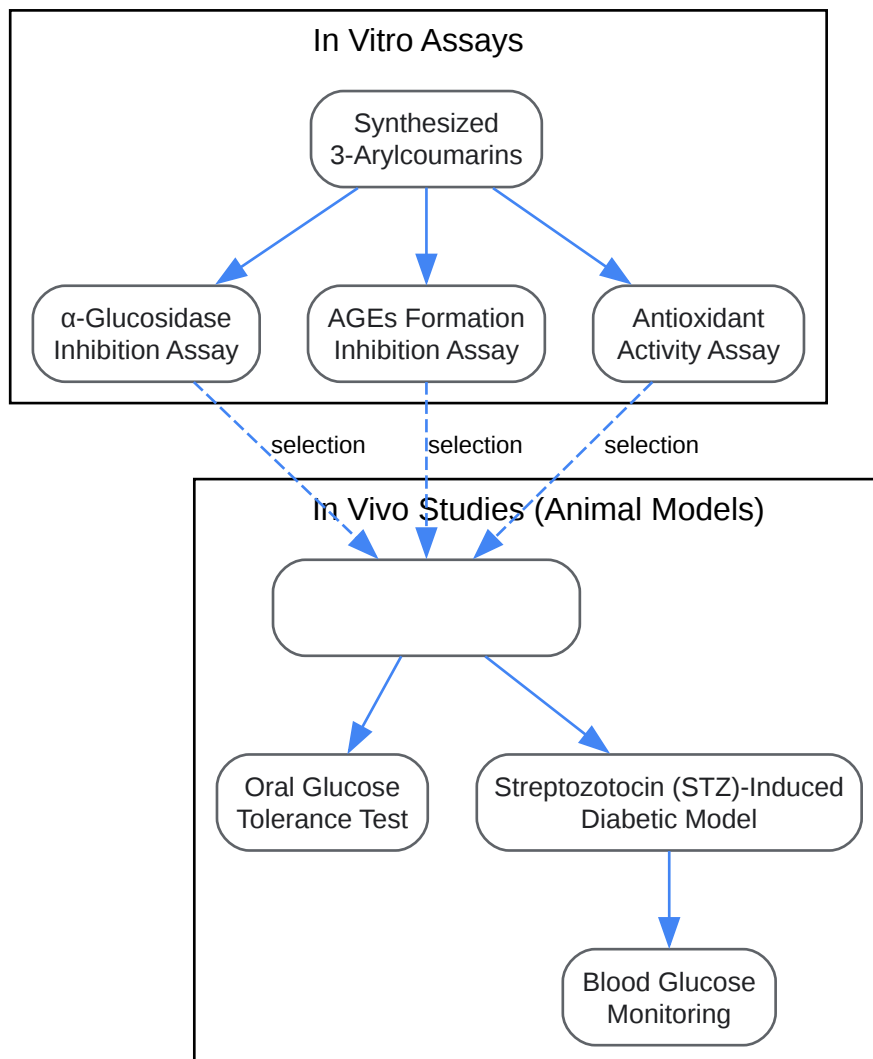 In Vitro Assays
Synthesized
3-Arylcoumarins
α-Glucosidase
Inhibition Assay
AGEs Formation
Inhibition Assay
Antioxidant
Activity Assay
selection
selection
selection
In Vivo Studies (Animal Models)
Oral Glucose
Tolerance Test
Streptozotocin (STZ)-Induced
Diabetic Model
Blood Glucose
Monitoring